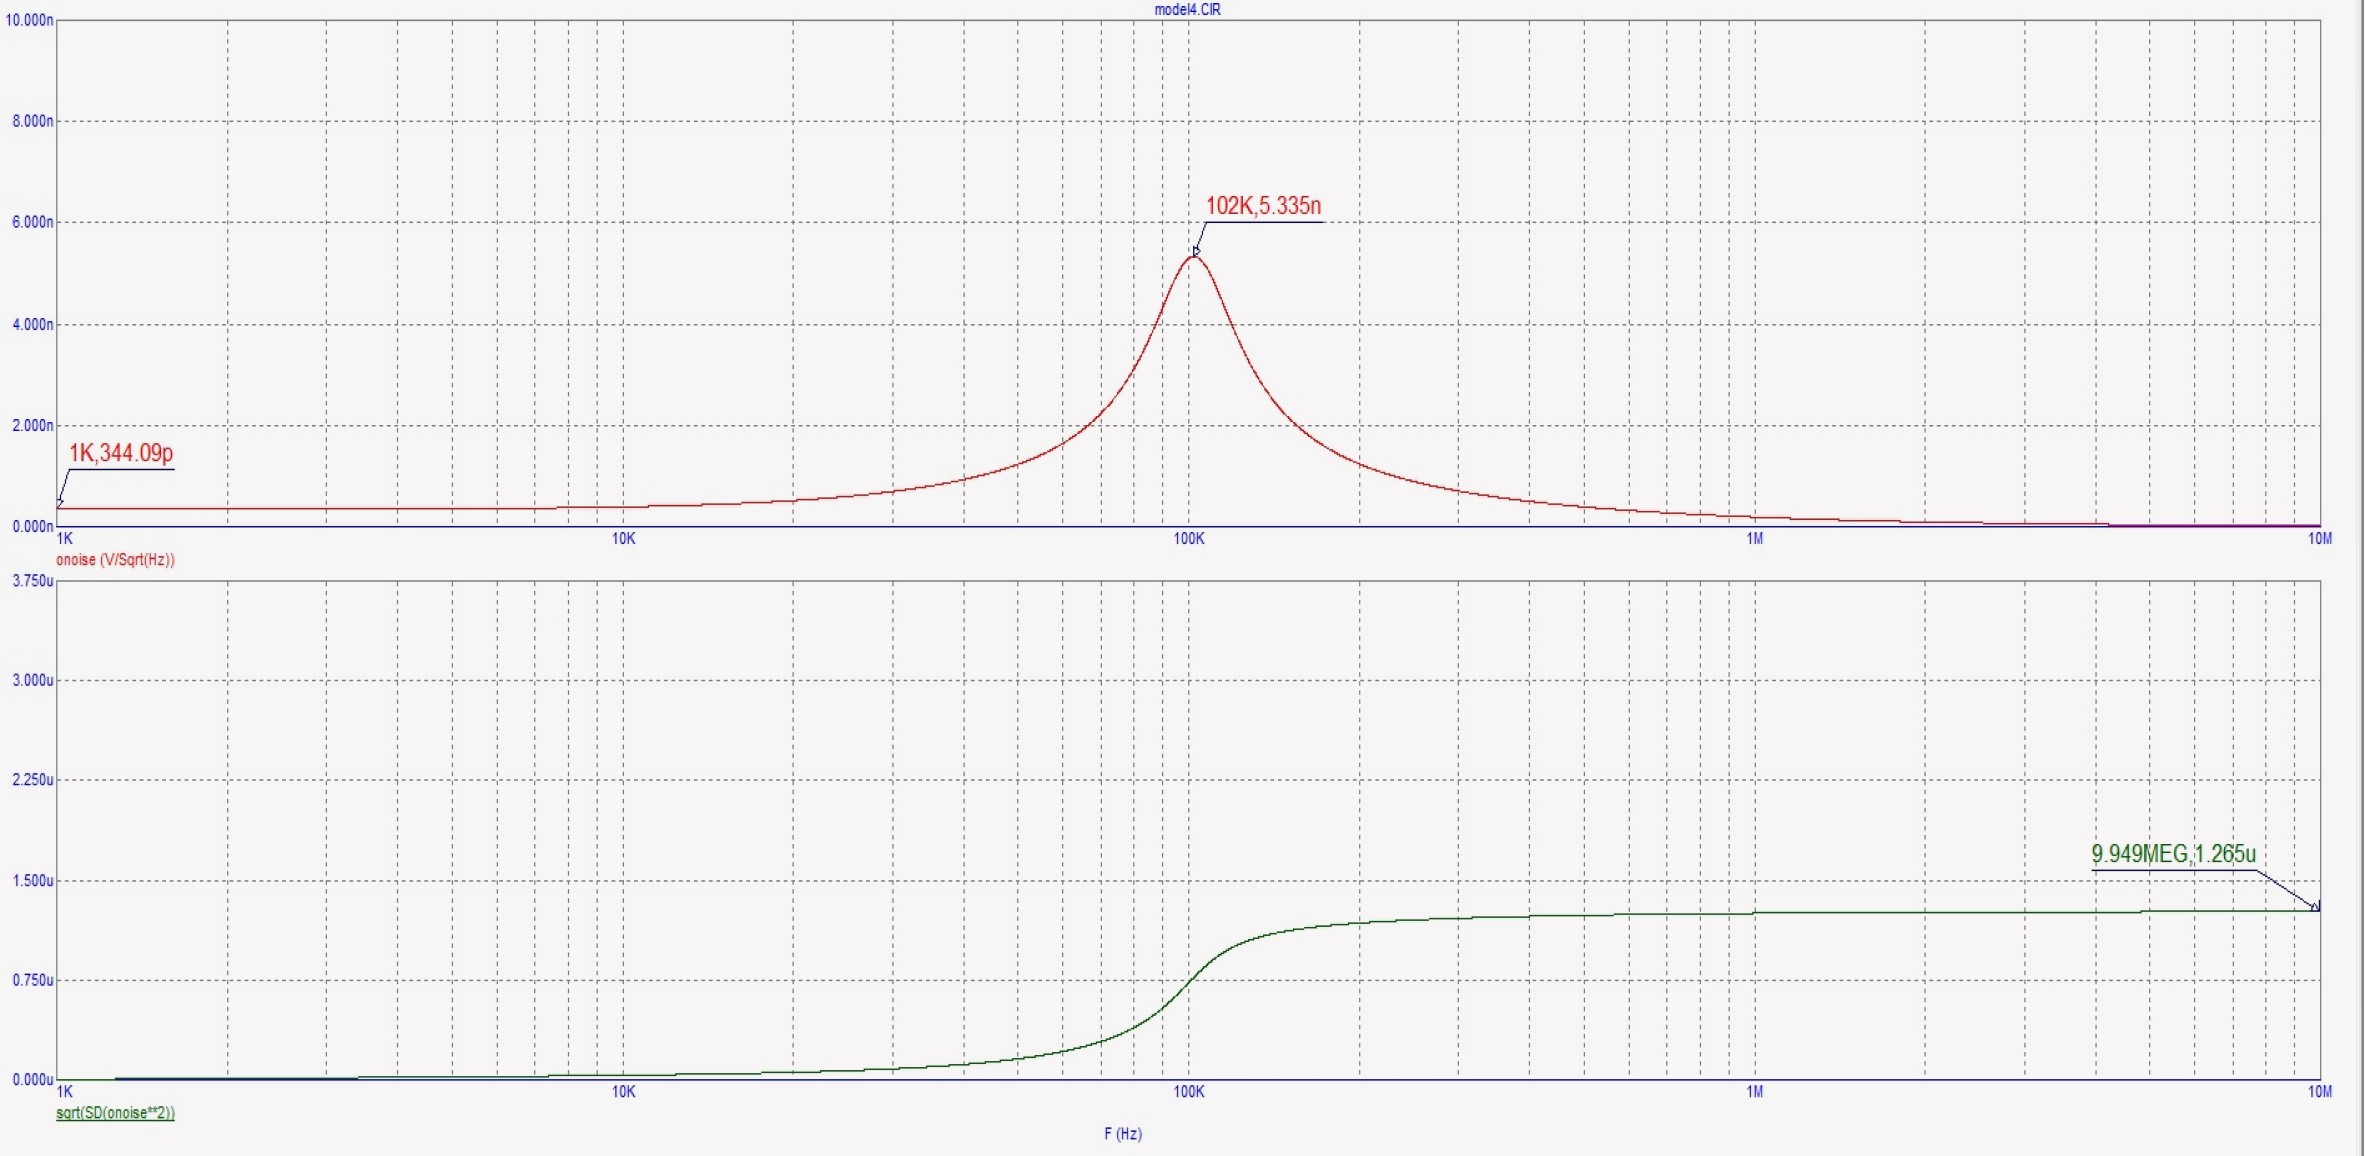 model4.CIR
10.000n
8.000n
102K,5.335n
6.000n
4.000n
1K,344.09p
2.000n
0.000n
1K 10K 100K 1M 10M
onoise (V/Sqrt(Hz))
3.750u
3.000u
2.250u
9.949MEG,1.265u
1.500u
0.750u
0.000u
1K 10K 100K 1M 10M
sqrt(SD(onoise**2))
F (Hz)